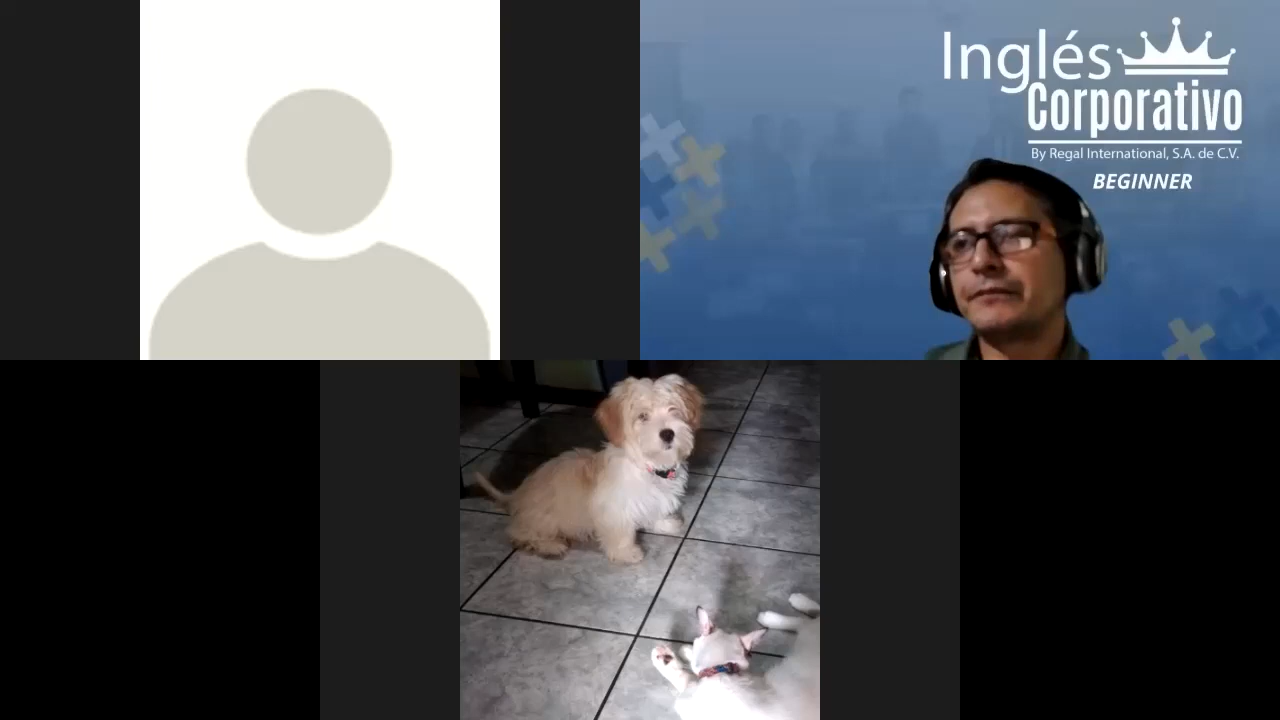 Inglés
Corporativo
By Regal International, S.A. de C.V.
BEGINNER